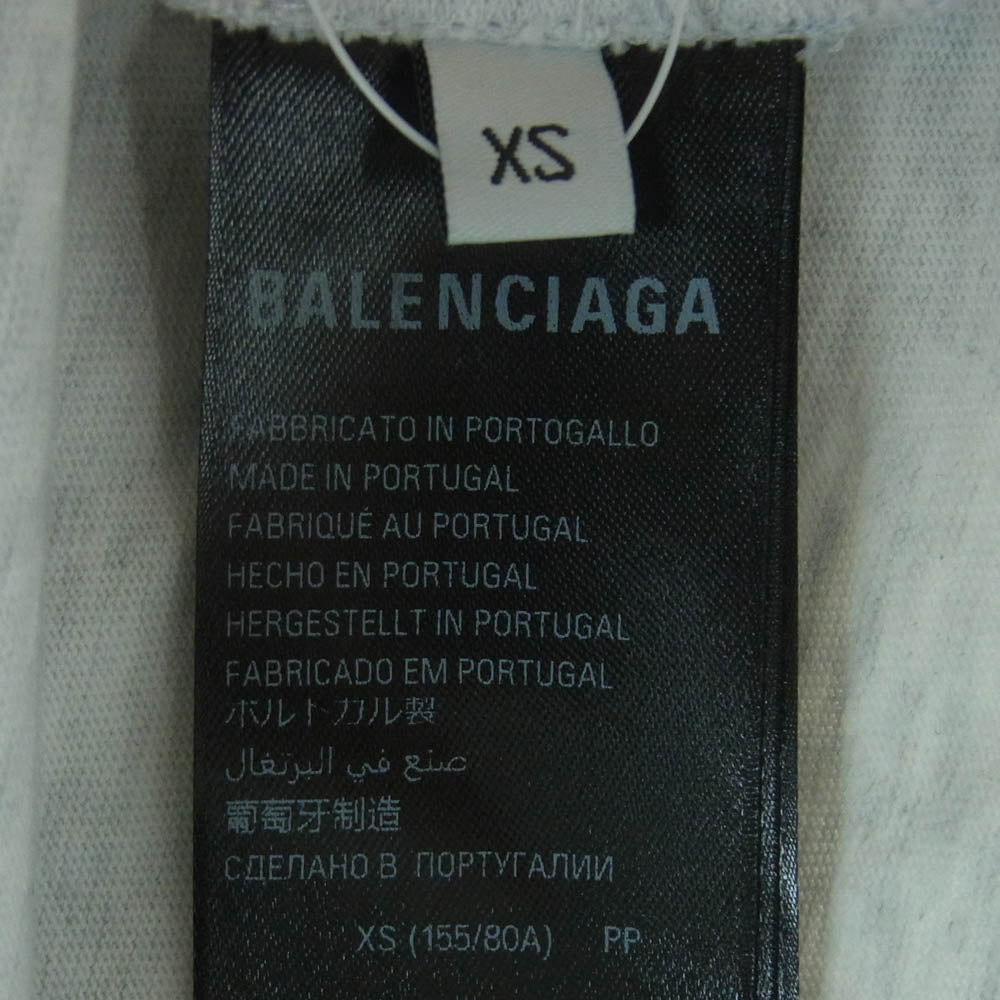 XS
BALENCIAGA
FABBRICATO IN PORTOGALLO
MADE IN PORTUGAL
FABRIQUÉ AU PORTUGAL
HECHO EN PORTUGAL
HERGESTELLT IN PORTUGAL
FABRICADO EM PORTUGAL
ポルトガル製
صنع في البرتغال
葡萄牙制造
СДЕЛАНО В ПОРТУГАЛИИ
XS (155/80A) PP